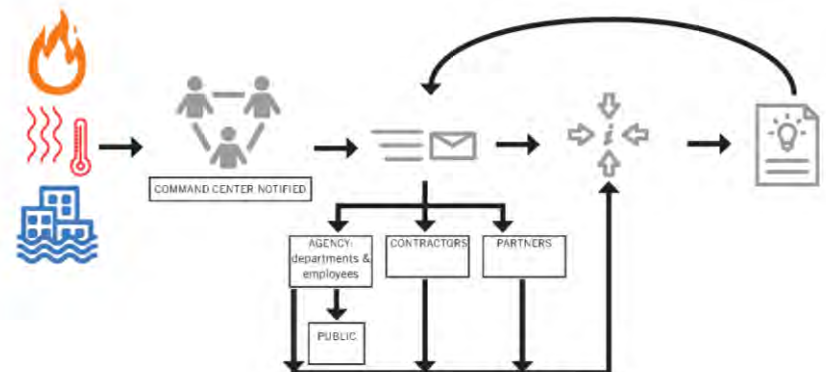 COMMAND CENTER NOTIFIED
i
AGENCY:
departments &
employees
CONTRACTORS
PARTNERS
PUBLIC